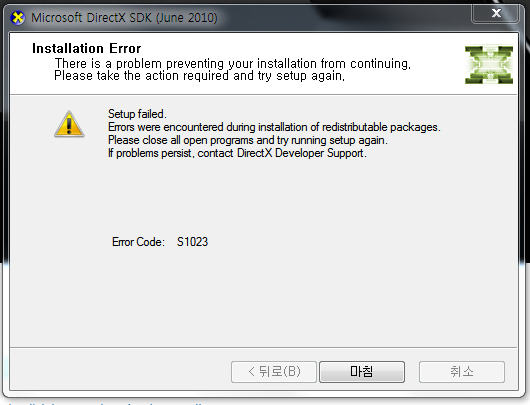 Microsoft DirectX SDK (June 2010)
Installation Error
There is a problem preventing your installation from continuing.
Please take the action required and try setup again.
Setup failed.
Errors were encountered during installation of redistributable packages.
Please close all open programs and try running setup again.
If problems persist, contact DirectX Developer Support.
Error Code: S1023
< 뒤로(B) 마침 취소